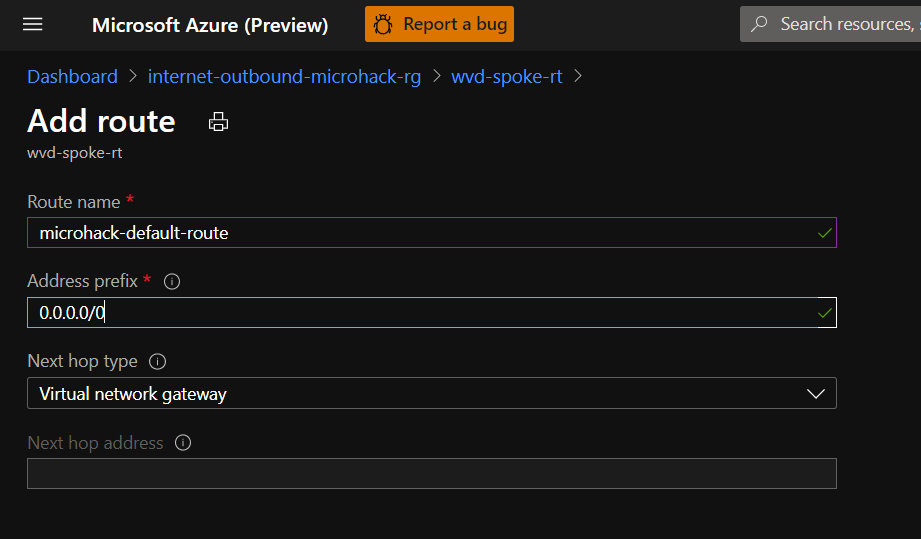 Microsoft Azure (Preview)
Report a bug
Search resources,
Dashboard > internet-outbound-microhack-rg > wvd-spoke-rt >
Add route
wvd-spoke-rt
Route name *
microhack-default-route
Address prefix *
0.0.0.0/0
Next hop type
Virtual network gateway
Next hop address